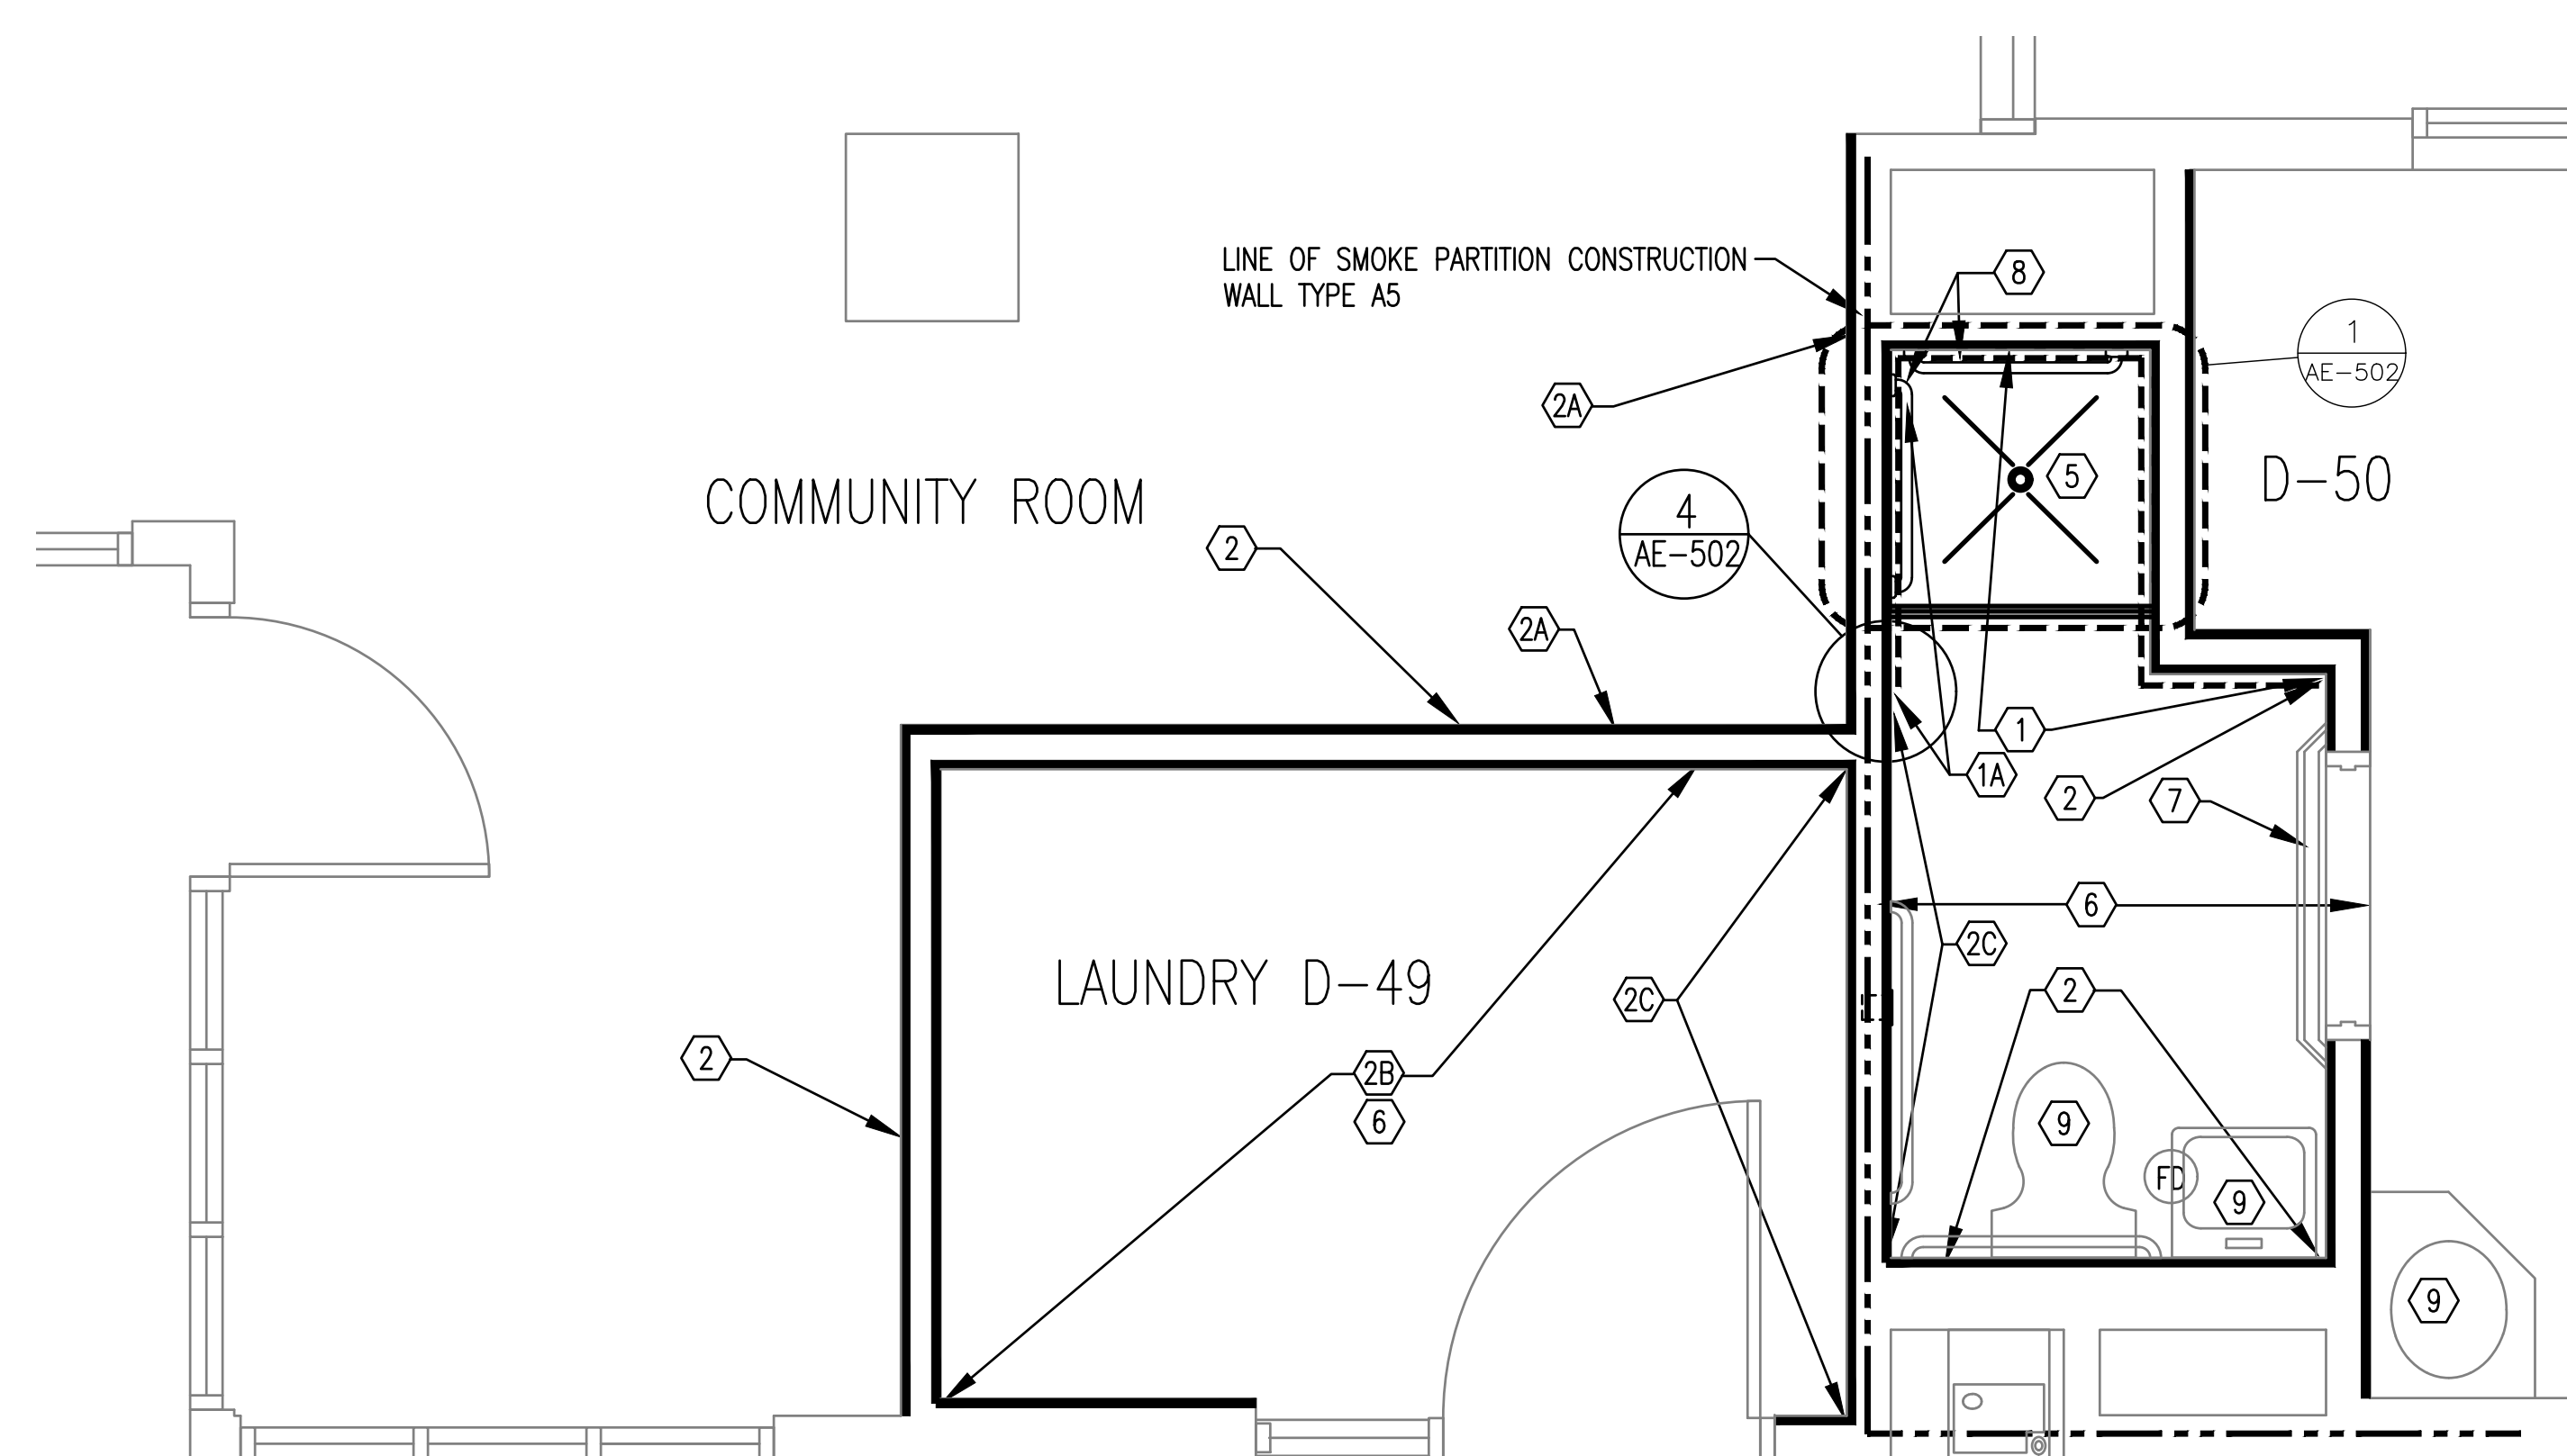 LINE OF SMOKE PARTITION CONSTRUCTION
WALL TYPE A5
8
1
AE-502
2A
5
D-50
COMMUNITY ROOM
4
AE-502
2
2A
1
1A
2
7
6
2C
LAUNDRY D-49
2C
2
2
2B
6
9
FD
9
9